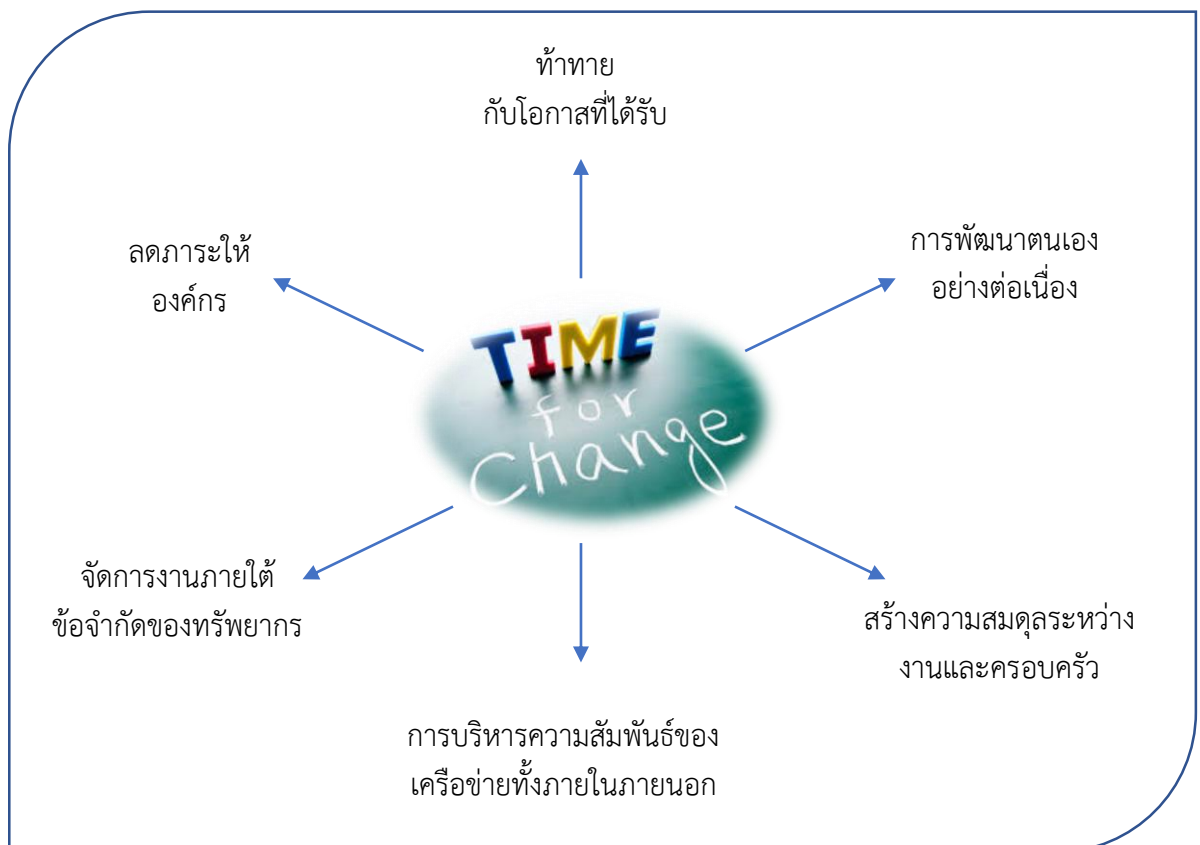 ท้าทาย
กับโอกาสที่ได้รับ
การพัฒนาตนเอง
อย่างต่อเนื่อง
ลดภาระให้
องค์กร
TIME
for
Change
จัดการงานภายใต้
ข้อจำกัดของทรัพยากร
สร้างความสมดุลระหว่าง
งานและครอบครัว
การบริหารความสัมพันธ์ของ
เครือข่ายทั้งภายในภายนอก